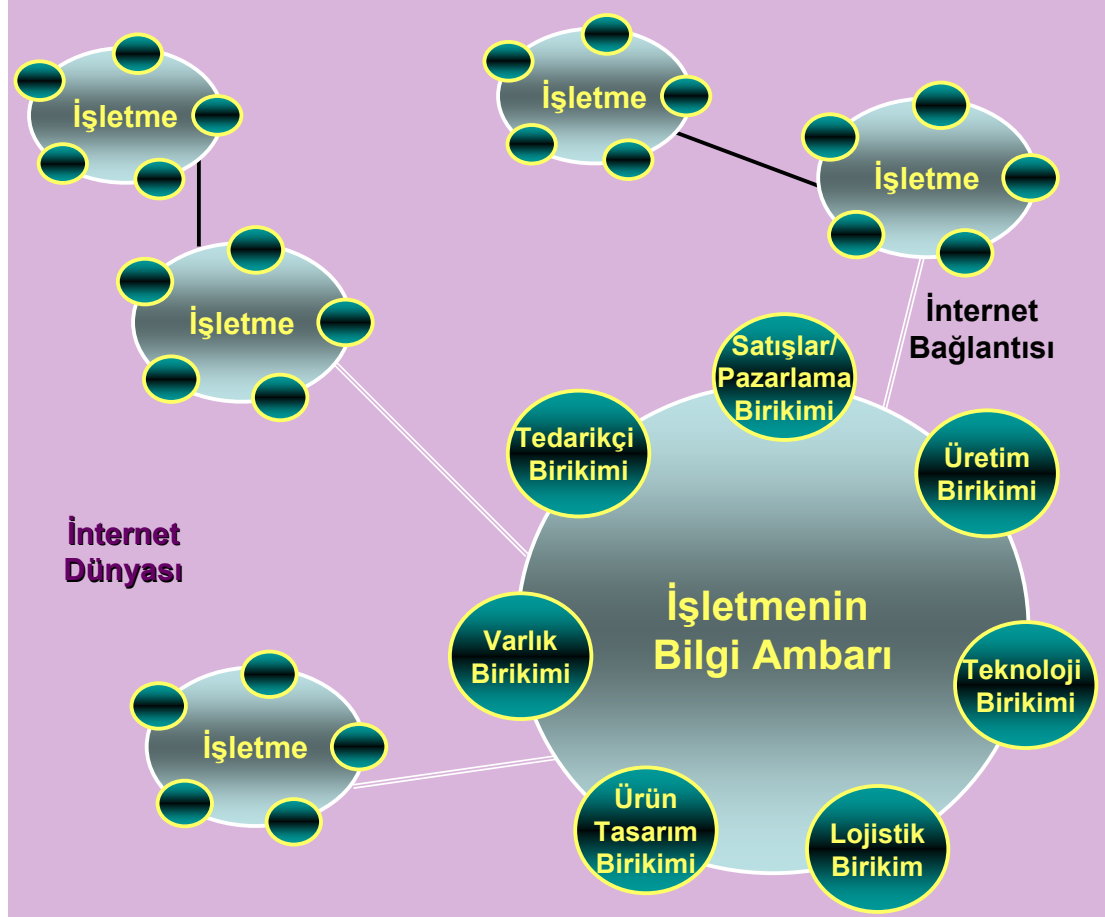 İşletme
İşletme
İşletme
İşletme
İnternet
Bağlantısı
Satışlar/
Pazarlama
Birikimi
Tedarikçi
Birikimi
Üretim
Birikimi
İnternet
Dünyası
İşletmenin
Bilgi Ambarı
Varlık
Birikimi
Teknoloji
Birikimi
İşletme
Ürün
Tasarım
Birikimi
Lojistik
Birikim